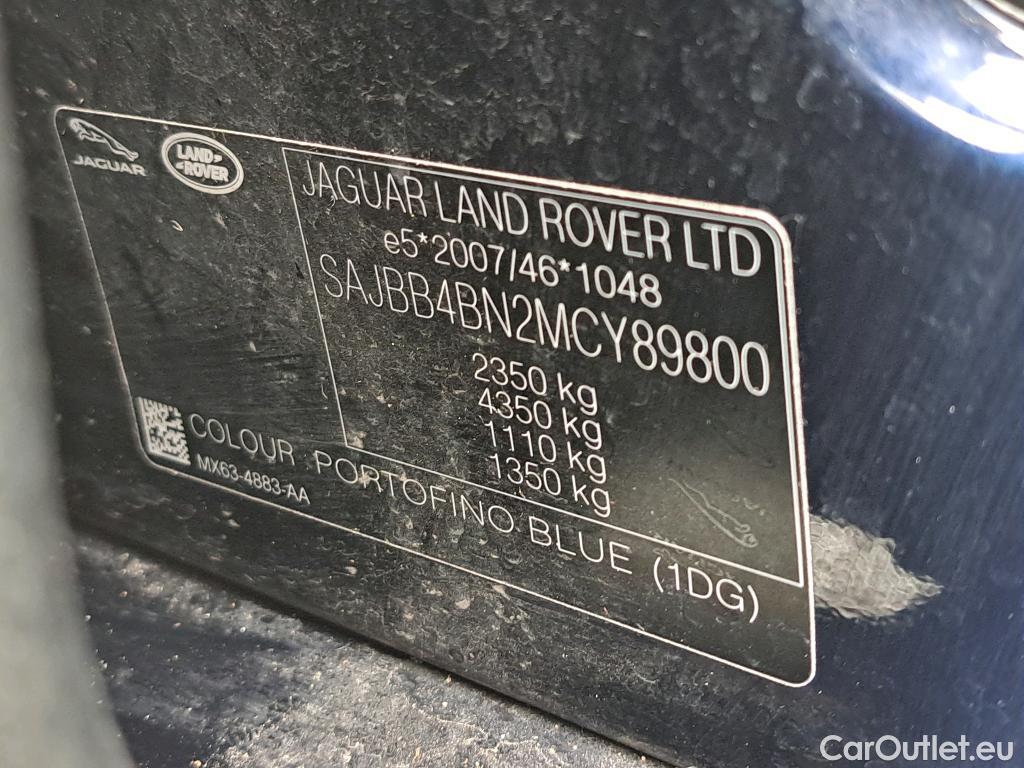 JAGUAR
LAND
ROVER
JAGUAR LAND ROVER LTD
e5*2007/46*1048
SAJBB4BN2MCY89800
2350 kg
4350 kg
1110 kg
1350 kg
COLOUR PORTOFINO BLUE (1DG)
MX63-4883-AA
CarOutlet.eu